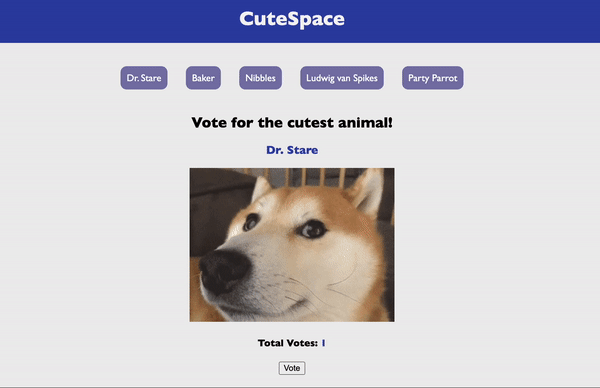 CuteSpace
Dr. Stare Baker Nibbles Ludwig van Spikes Party Parrot
Vote for the cutest animal!
Dr. Stare
Total Votes: 1
Vote